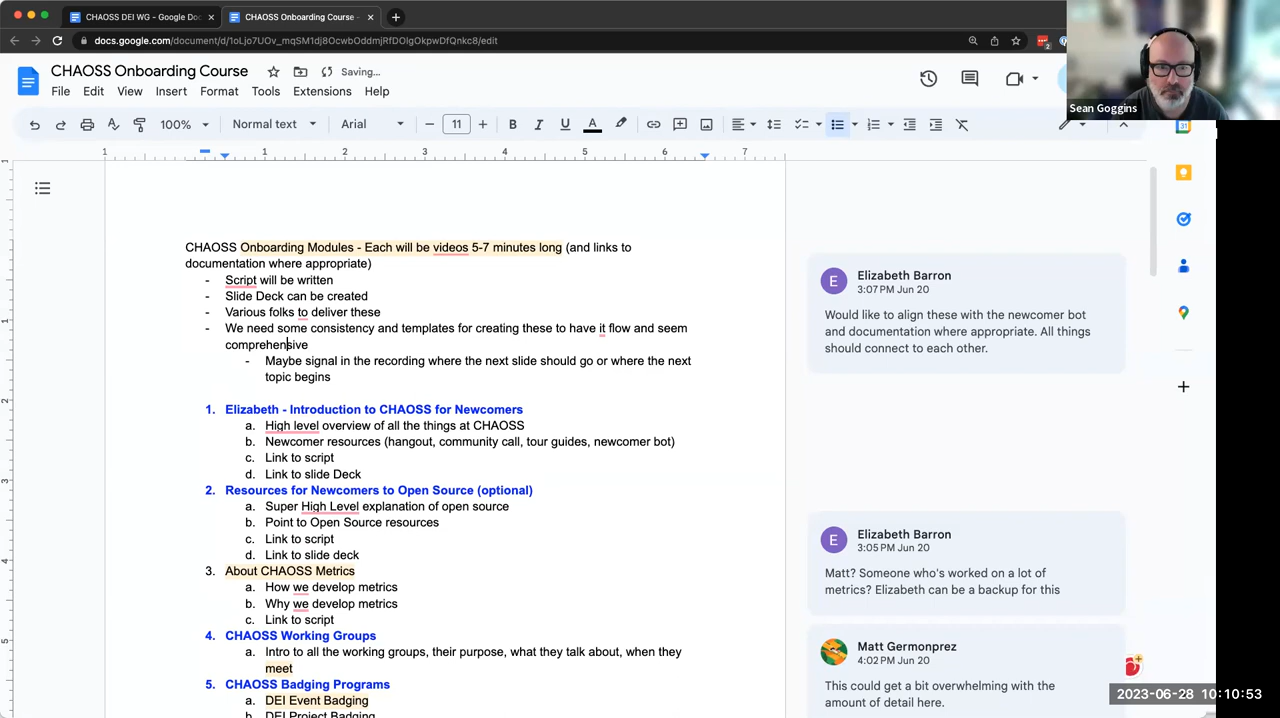 CHAOSS DEI WG - Google Doc
CHAOSS Onboarding Course -
docs.google.com/document/d/1oLjo7UOv_mqSM1dj8OcwbOddmjRfDOlgOkpwDfQnkc8/edit
CHAOSS Onboarding Course
Saving...
File Edit View Insert Format Tools Extensions Help
Sean Goggins
100% Normal text Arial 11
1 1 2 3 4 5 6 7
CHAOSS Onboarding Modules - Each will be videos 5-7 minutes long (and links to
documentation where appropriate)
- Script will be written
- Slide Deck can be created
- Various folks to deliver these
- We need some consistency and templates for creating these to have it flow and seem
comprehensive
- Maybe signal in the recording where the next slide should go or where the next
topic begins
1. Elizabeth - Introduction to CHAOSS for Newcomers
a. High level overview of all the things at CHAOSS
b. Newcomer resources (hangout, community call, tour guides, newcomer bot)
c. Link to script
d. Link to slide Deck
2. Resources for Newcomers to Open Source (optional)
a. Super High Level explanation of open source
b. Point to Open Source resources
c. Link to script
d. Link to slide deck
3. About CHAOSS Metrics
a. How we develop metrics
b. Why we develop metrics
c. Link to script
4. CHAOSS Working Groups
a. Intro to all the working groups, their purpose, what they talk about, when they
meet
5. CHAOSS Badging Programs
a. DEI Event Badging
b. DEI Project Badging
Elizabeth Barron
3:07 PM Jun 20
Would like to align these with the newcomer bot
and documentation where appropriate. All things
should connect to each other.
Elizabeth Barron
3:05 PM Jun 20
Matt? Someone who's worked on a lot of
metrics? Elizabeth can be a backup for this
Matt Germonprez
4:02 PM Jun 20
This could get a bit overwhelming with the
amount of detail here.
2023-06-28 10:10:53